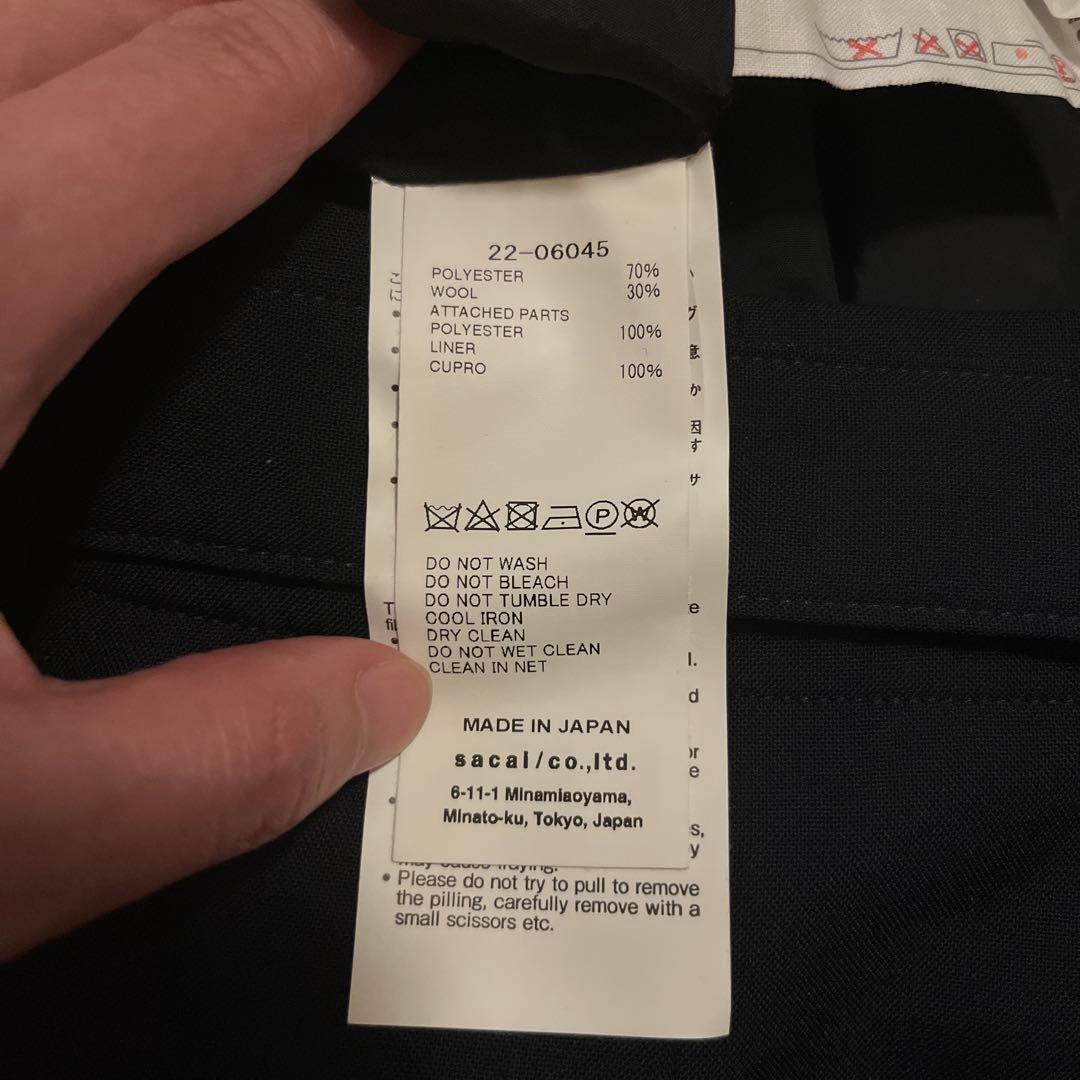 22-06045
POLYESTER 70%
WOOL 30%
ATTACHED PARTS
POLYESTER 100%
LINER
CUPRO 100%
P W
DO NOT WASH
DO NOT BLEACH
DO NOT TUMBLE DRY
COOL IRON
DRY CLEAN
DO NOT WET CLEAN
CLEAN IN NET
MADE IN JAPAN
sacai/co.,ltd.
6-11-1 Minamiaoyama,
Minato-ku, Tokyo, Japan
may cause fraying.
• Please do not try to pull to remove
the pilling, carefully remove with a
small scissors etc.